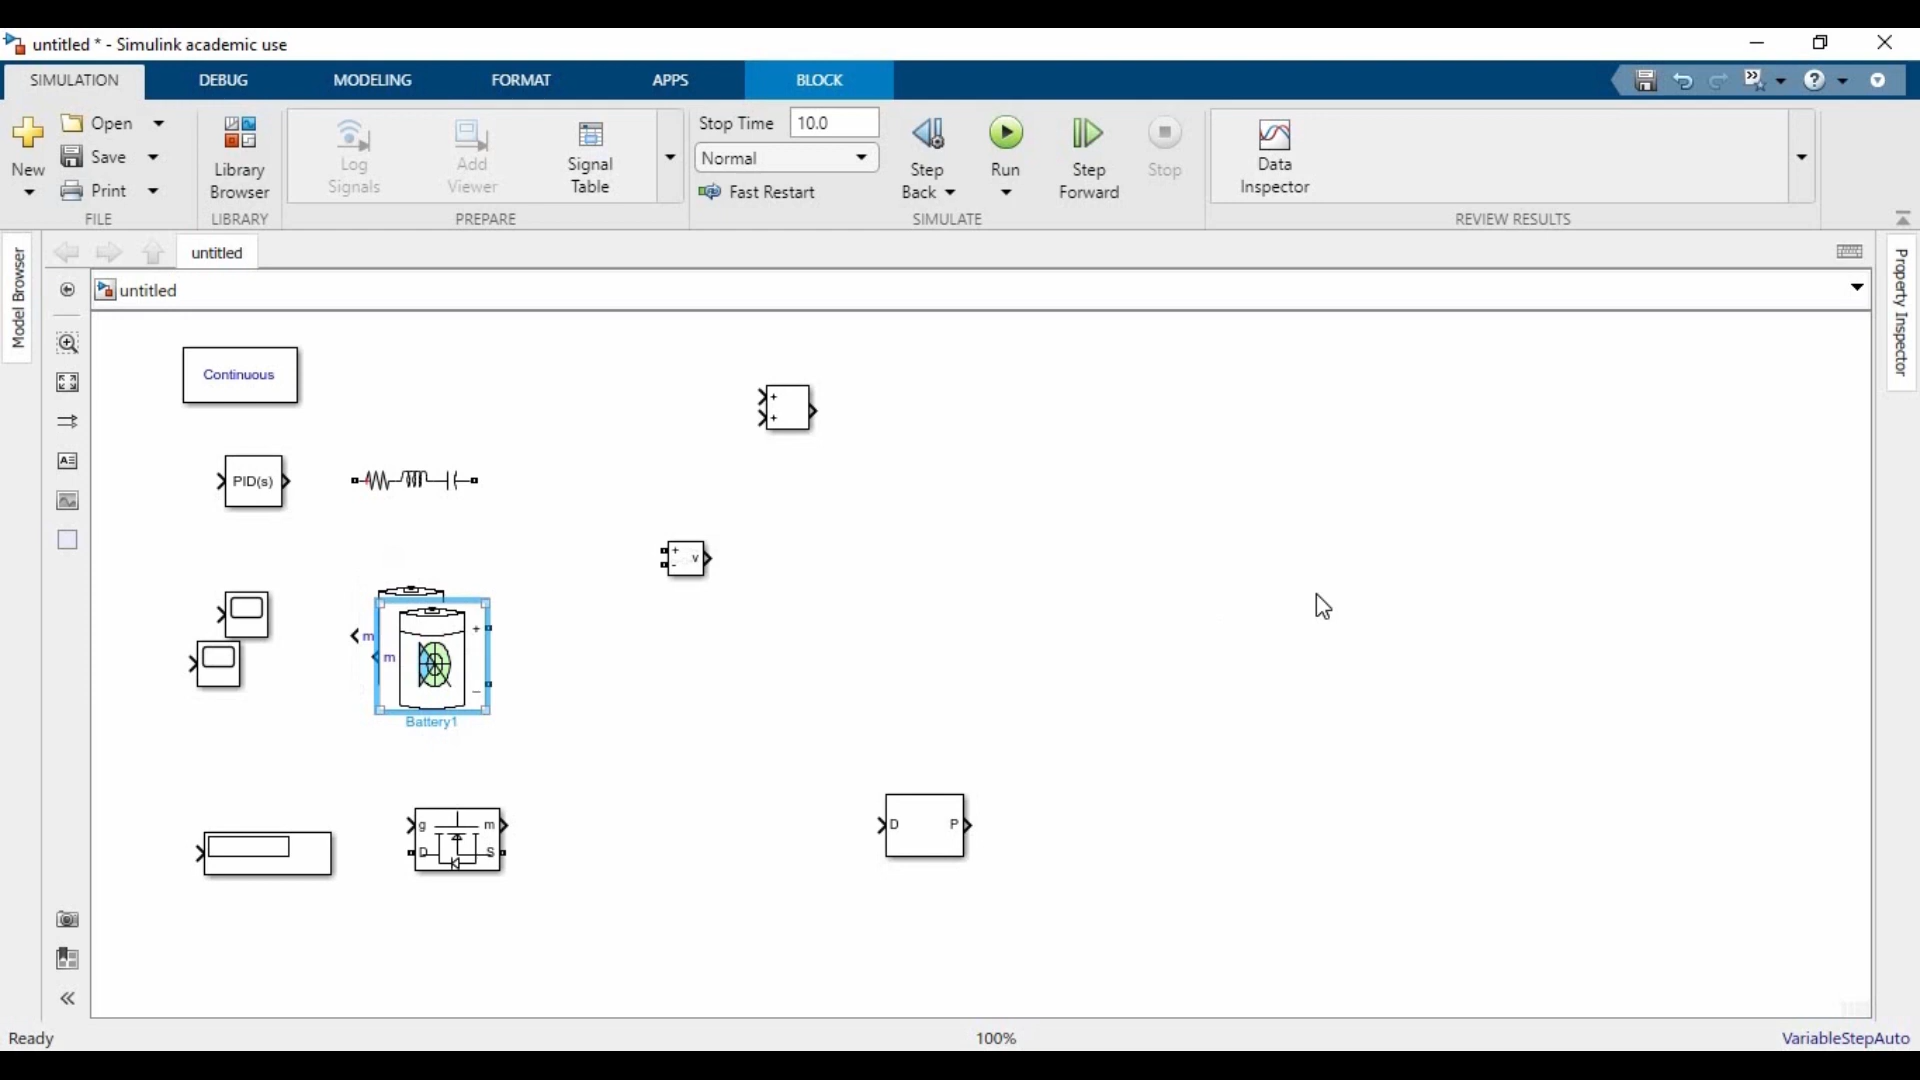 untitled * - Simulink academic use
SIMULATION DEBUG MODELING FORMAT APPS BLOCK
New
Open
Save
Print
FILE
Library
Browser
LIBRARY
Log
Signals
Add
Viewer
Signal
Table
PREPARE
Stop Time 10.0
Normal
Fast Restart
Step
Back
Run
Step
Forward
Stop
SIMULATE
Data
Inspector
REVIEW RESULTS
Model Browser
untitled
untitled
Property Inspector
Continuous
+
+
PID(s)
+ v
-
m
m
+
-
Battery1
g m
D S
D P
Ready 100% VariableStepAuto